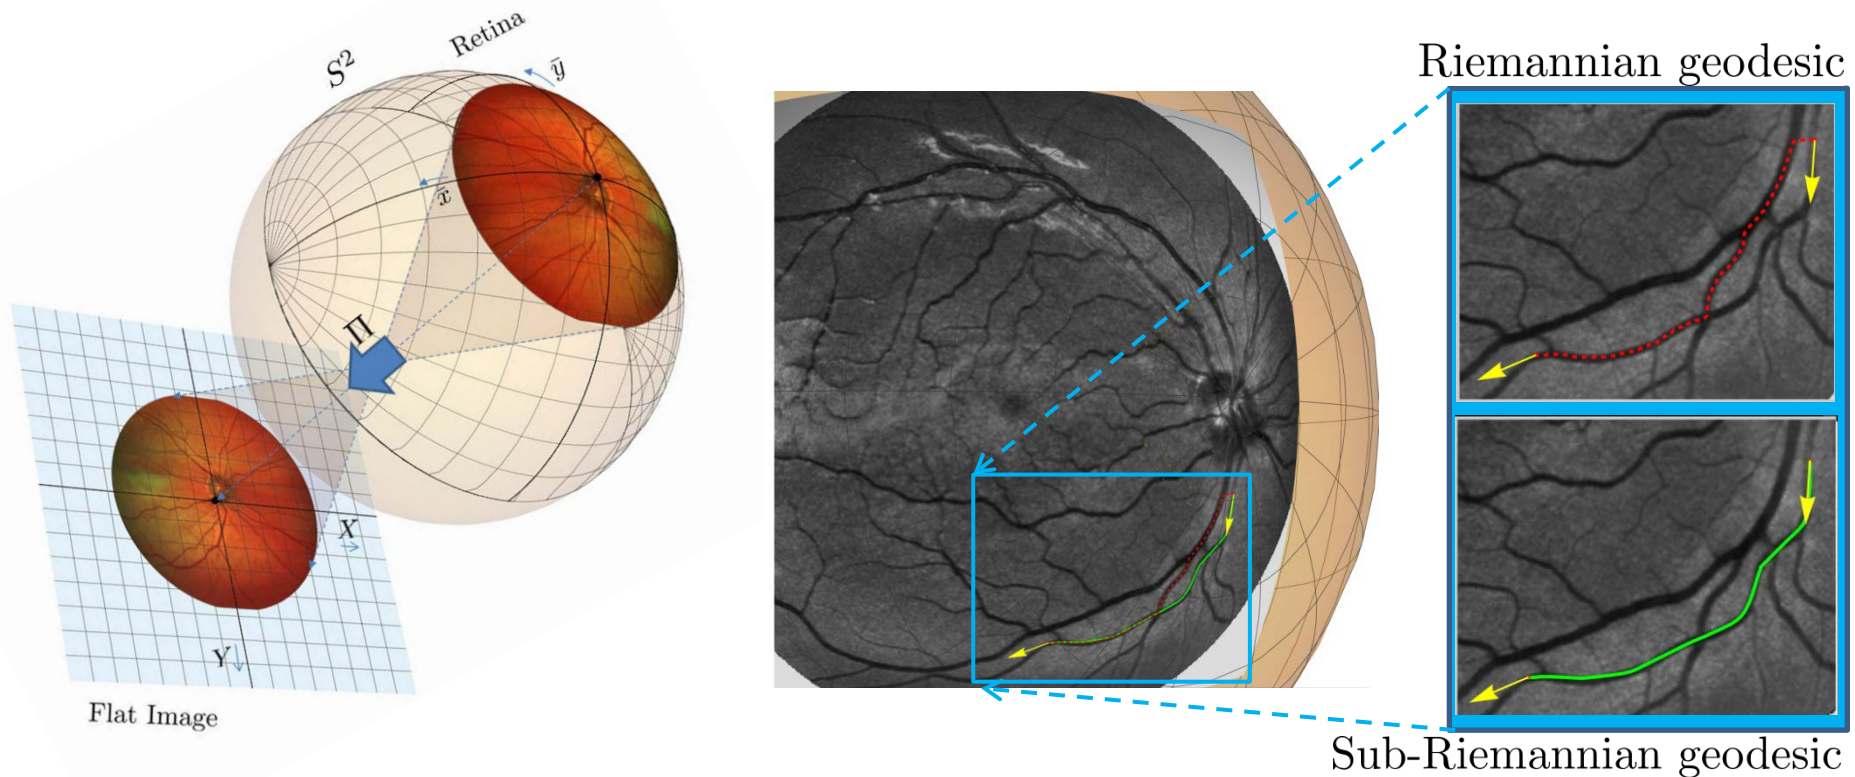 S²
Retina
ȳ
x̄
Π
X
Y
Flat Image
Riemannian geodesic
Sub-Riemannian geodesic